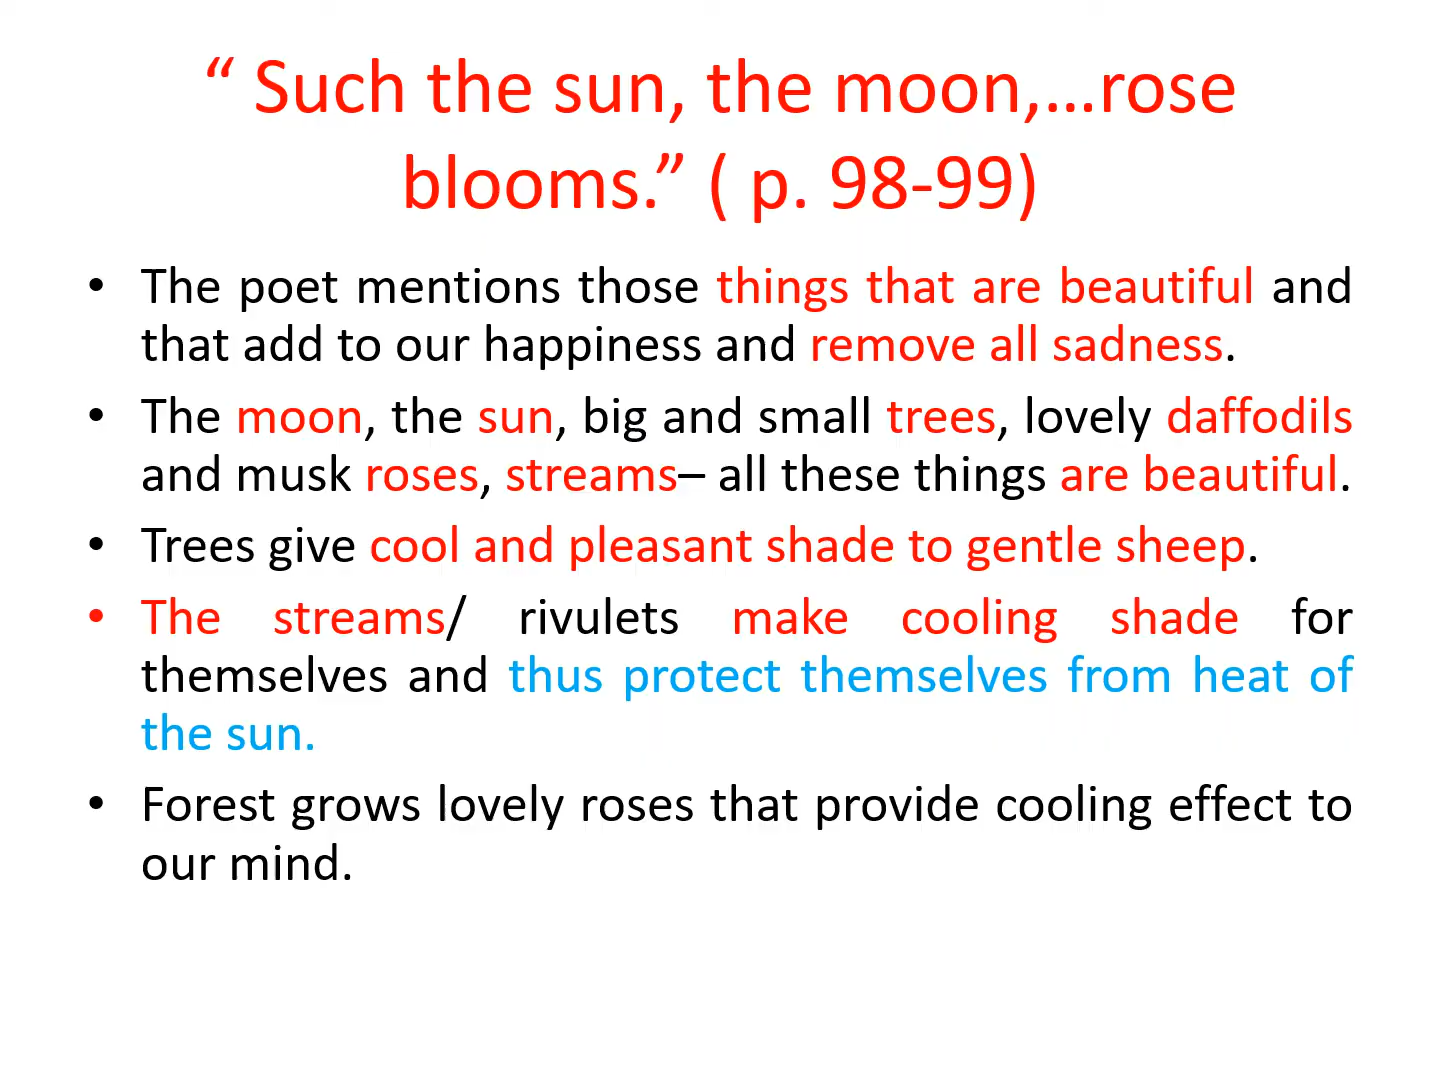 “ Such the sun, the moon,...rose
blooms.” ( p. 98-99)
• The poet mentions those things that are beautiful and
that add to our happiness and remove all sadness.
• The moon, the sun, big and small trees, lovely daffodils
and musk roses, streams– all these things are beautiful.
• Trees give cool and pleasant shade to gentle sheep.
• The streams/ rivulets make cooling shade for
themselves and thus protect themselves from heat of
the sun.
• Forest grows lovely roses that provide cooling effect to
our mind.